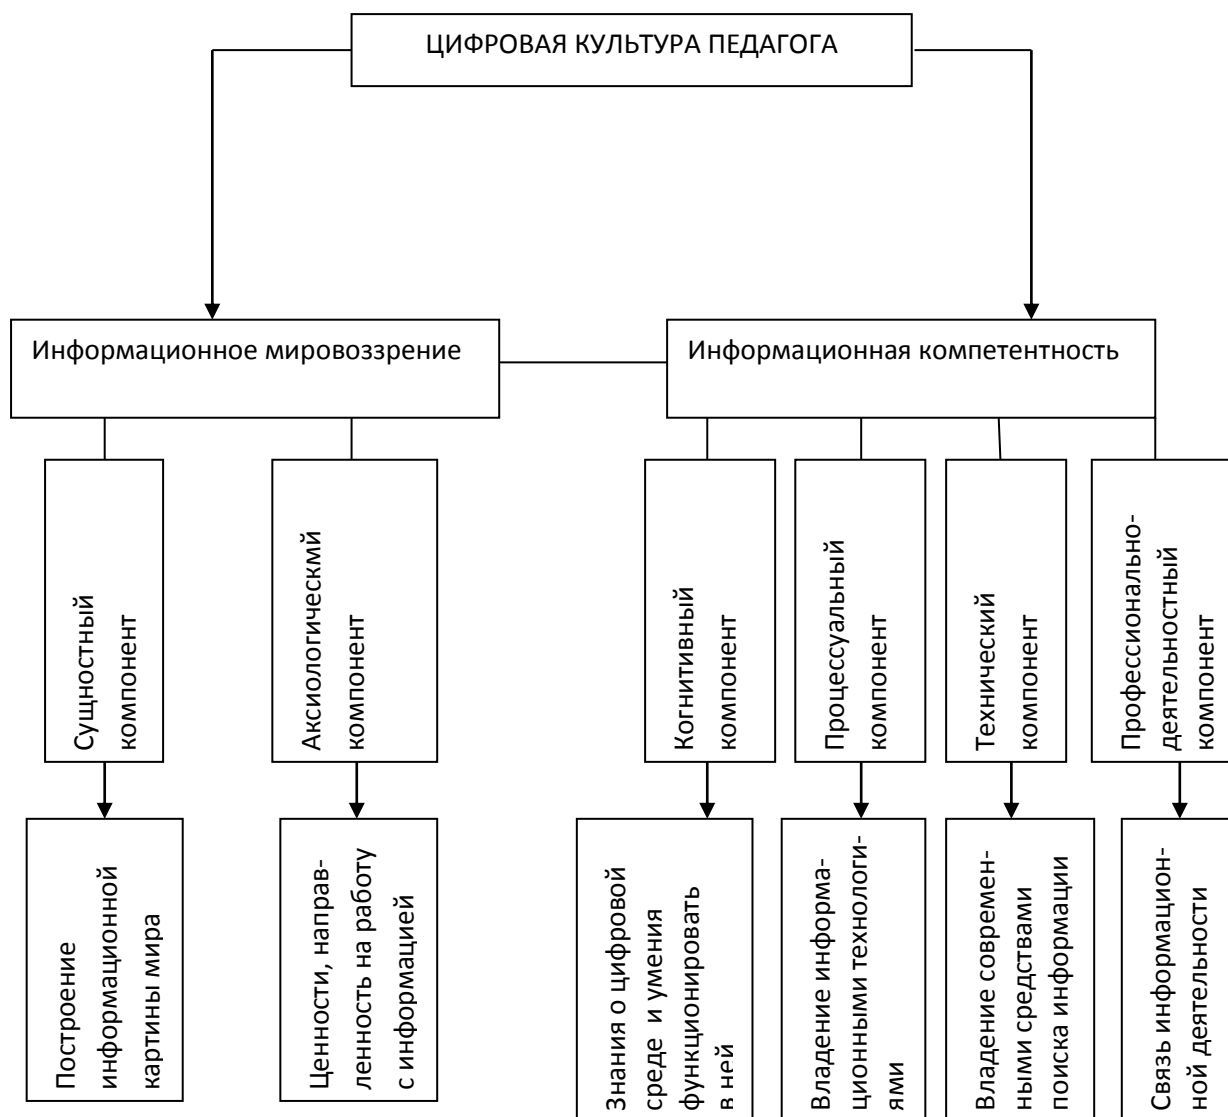 ЦИФРОВАЯ КУЛЬТУРА ПЕДАГОГА
Информационное мировоззрение
Информационная компетентность
Сущностный
компонент
Аксиологическмй
компонент
Когнитивный
компонент
Процессуальный
компонент
Технический
компонент
Профессионально-
деятельностный
компонент
Построение
информационной
картины мира
Ценности, направ-
ленность на работу
с информацией
Знания о цифровой
среде и умения
функционировать
в ней
Владение информа-
ционными технологи-
ями
Владение современ-
ными средствами
поиска информации
Связь информацион-
ной деятельности